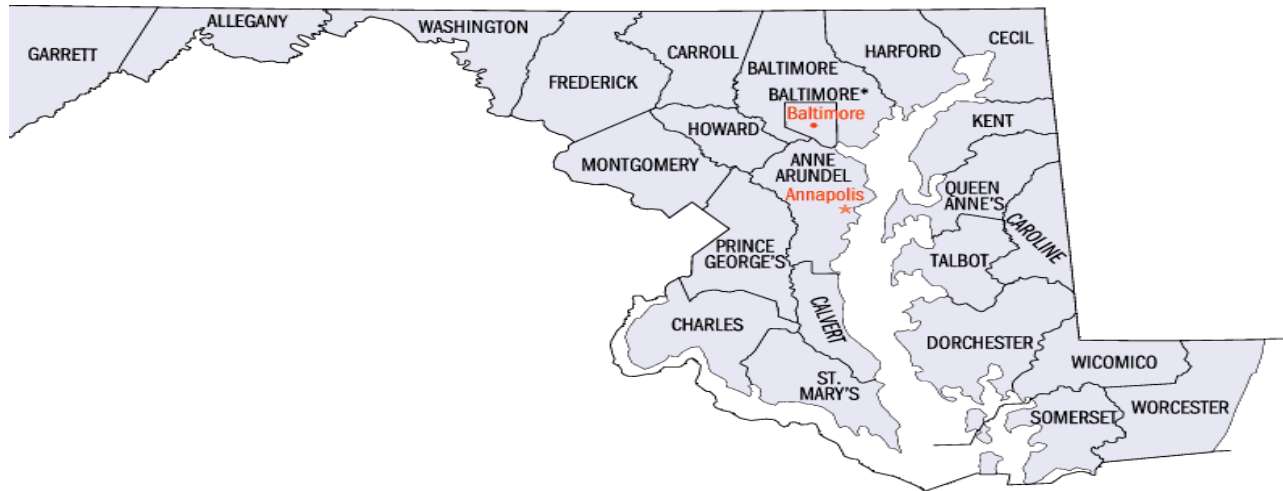 GARRETT
ALLEGANY
WASHINGTON
FREDERICK
CARROLL
BALTIMORE
BALTIMORE*
Baltimore
HARFORD
CECIL
KENT
HOWARD
MONTGOMERY
ANNE
ARUNDEL
Annapolis
QUEEN
ANNE'S
CAROLINE
PRINCE
GEORGE'S
TALBOT
CHARLES
CALVERT
ST.
MARY'S
DORCHESTER
WICOMICO
SOMERSET
WORCESTER